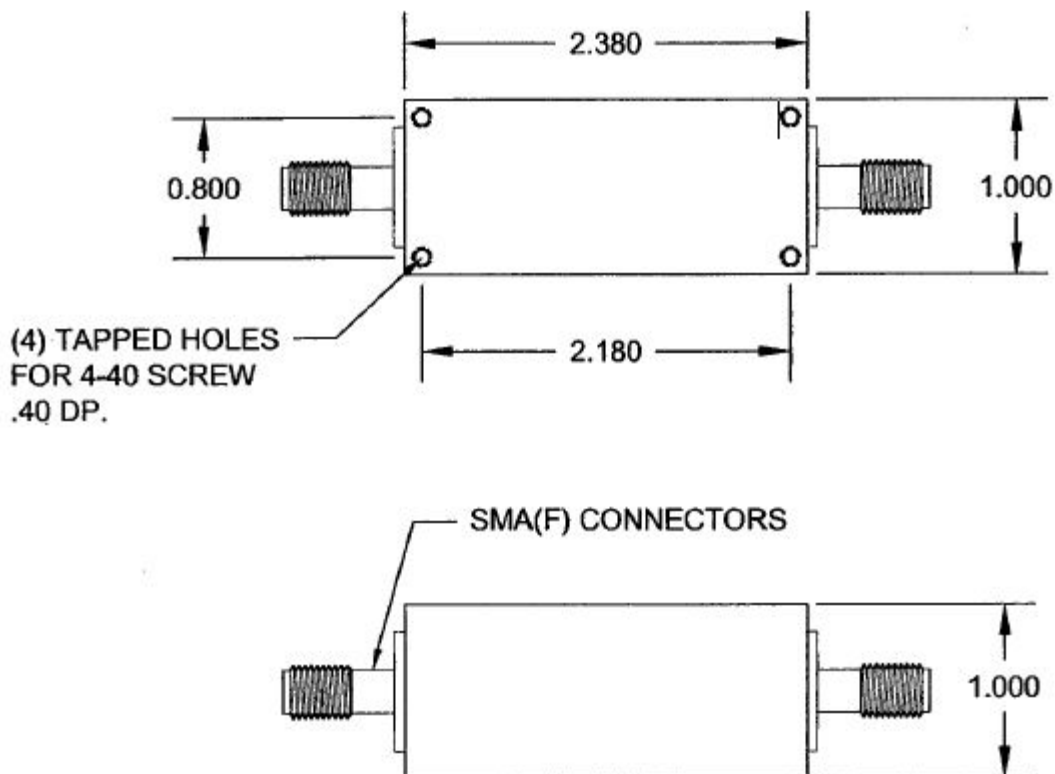 2.380
0.800
1.000
(4) TAPPED HOLES
FOR 4-40 SCREW
.40 DP.
2.180
SMA(F) CONNECTORS
1.000